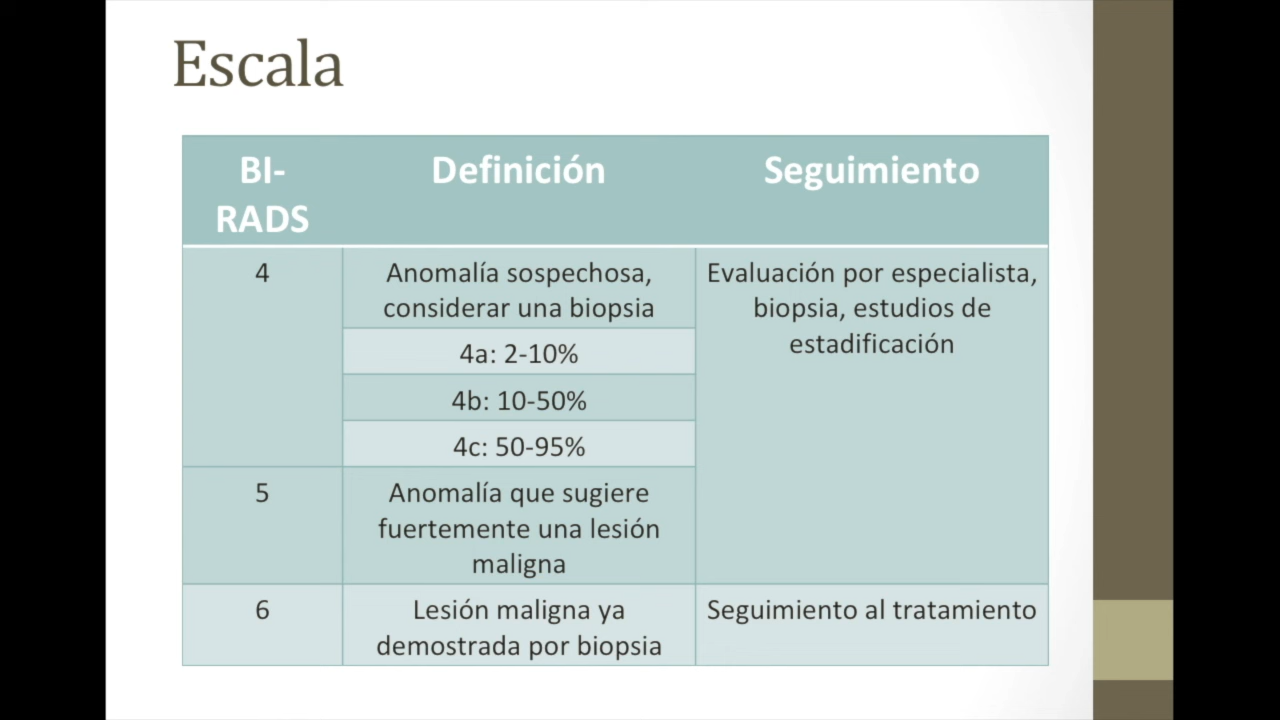 Escala
BI-
RADS
Definición
Seguimiento
4
Anomalía sospechosa,
considerar una biopsia
Evaluación por especialista,
biopsia, estudios de
estadificación
4a: 2-10%
4b: 10-50%
4c: 50-95%
5
Anomalía que sugiere
fuertemente una lesión
maligna
6
Lesión maligna ya
demostrada por biopsia
Seguimiento al tratamiento